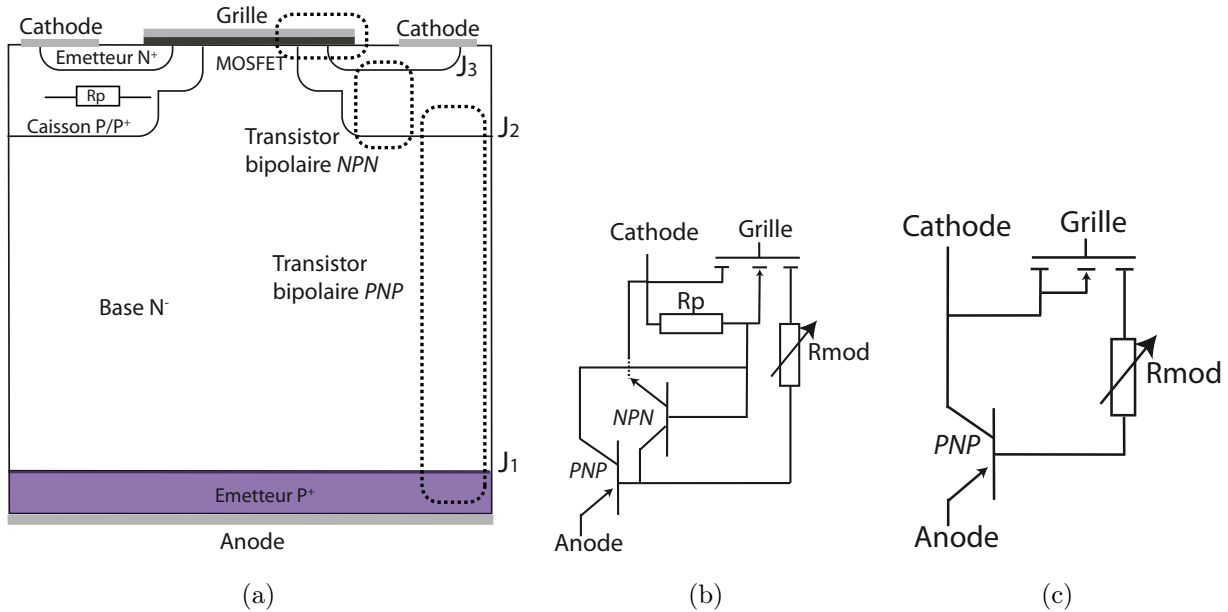 Cathode
Grille
Cathode
Emetteur N⁺
MOSFET
J₃
Rp
Caisson P/P⁺
J₂
Transistor
bipolaire NPN
Transistor
bipolaire PNP
Base N⁻
J₁
Emetteur P⁺
Anode
(a)
Cathode
Grille
Rp
Rmod
NPN
PNP
Anode
(b)
Cathode
Grille
Rmod
PNP
Anode
(c)